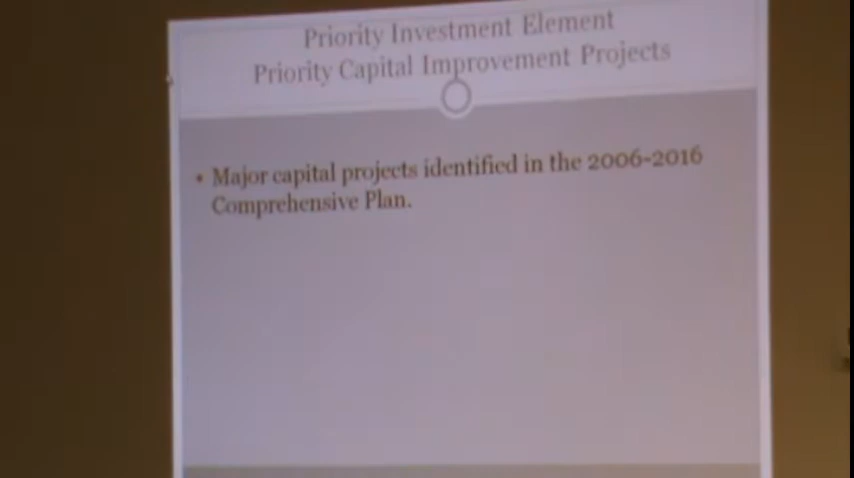 Priority Investment Element
Priority Capital Improvement Projects
• Major capital projects identified in the 2006-2016
Comprehensive Plan.